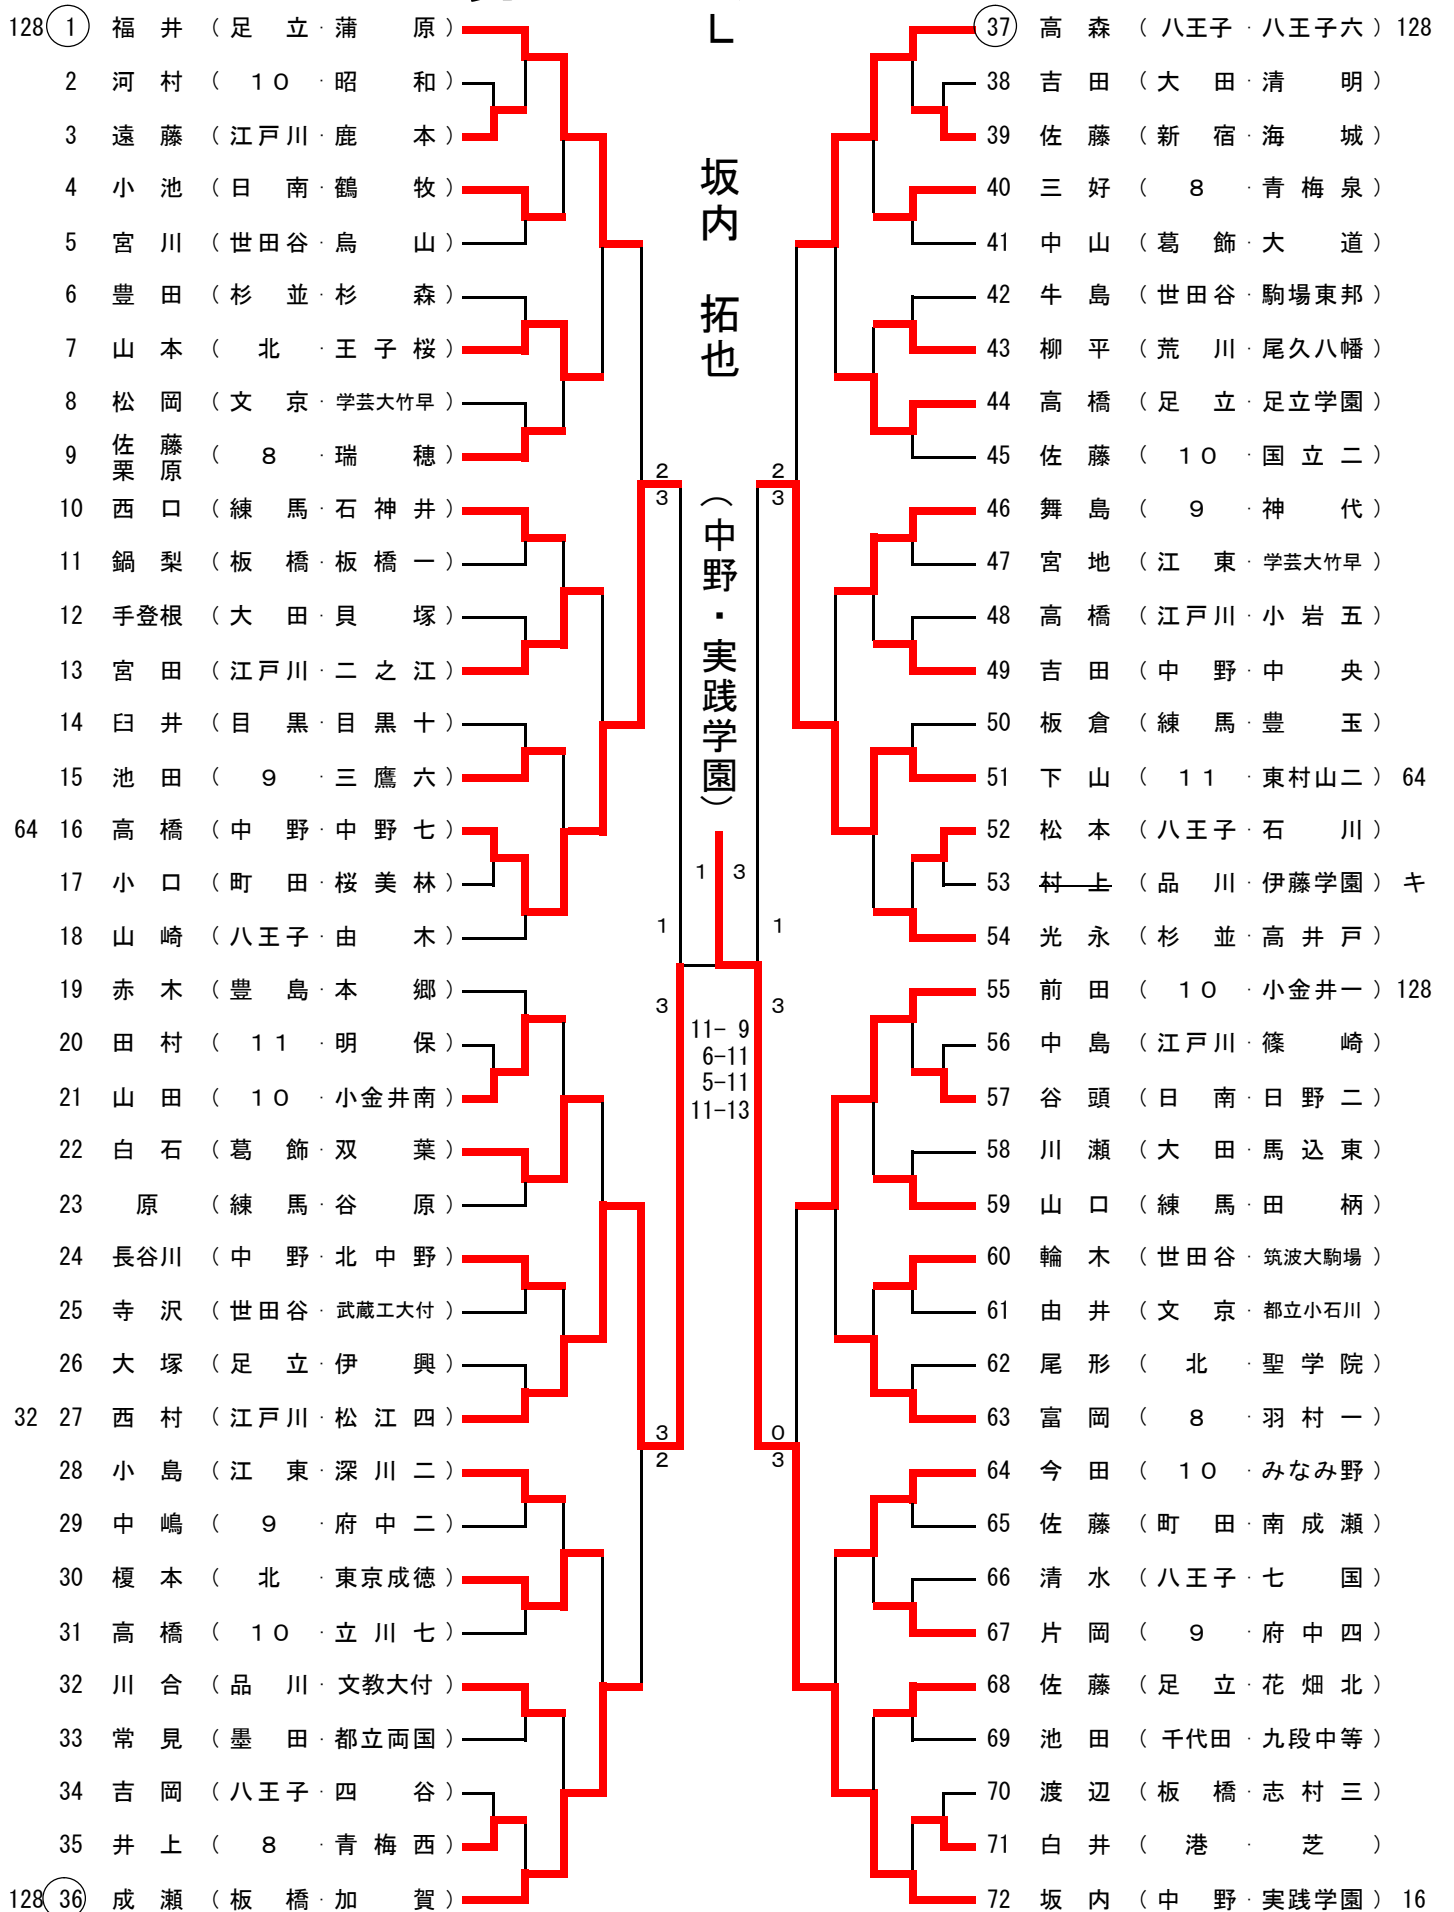 128 1 福井 (足立・蒲原)
2 河村 (10・昭和)
3 遠藤 (江戸川・鹿本)
4 小池 (日南・鶴牧)
5 宮川 (世田谷・烏山)
6 豊田 (杉並・杉森)
7 山本 (北・王子桜)
8 松岡 (文京・学芸大竹早)
9 佐藤 栗原 (8・瑞穂)
10 西口 (練馬・石神井)
11 鍋梨 (板橋・板橋一)
12 手登根 (大田・貝塚)
13 宮田 (江戸川・二之江)
14 臼井 (目黒・目黒十)
15 池田 (9・三鷹六)
64 16 高橋 (中野・中野七)
17 小口 (町田・桜美林)
18 山崎 (八王子・由木)
19 赤木 (豊島・本郷)
20 田村 (11・明保)
21 山田 (10・小金井南)
22 白石 (葛飾・双葉)
23 原 (練馬・谷原)
24 長谷川 (中野・北中野)
25 寺沢 (世田谷・武蔵工大付)
26 大塚 (足立・伊興)
32 27 西村 (江戸川・松江四)
28 小島 (江東・深川二)
29 中嶋 (9・府中二)
30 榎本 (北・東京成徳)
31 高橋 (10・立川七)
32 川合 (品川・文教大付)
33 常見 (墨田・都立両国)
34 吉岡 (八王子・四谷)
35 井上 (8・青梅西)
128 36 成瀬 (板橋・加賀)
L
坂内 拓也
(中野・実践学園)
2
3
2
3
1 3
1
1
3
3
11- 9
6-11
5-11
11-13
3
2
0
3
37 高森 (八王子・八王子六) 128
38 吉田 (大田・清明)
39 佐藤 (新宿・海城)
40 三好 (8・青梅泉)
41 中山 (葛飾・大道)
42 牛島 (世田谷・駒場東邦)
43 柳平 (荒川・尾久八幡)
44 高橋 (足立・足立学園)
45 佐藤 (10・国立二)
46 舞島 (9・神代)
47 宮地 (江東・学芸大竹早)
48 高橋 (江戸川・小岩五)
49 吉田 (中野・中央)
50 板倉 (練馬・豊玉)
51 下山 (11・東村山二) 64
52 松本 (八王子・石川)
53 村上 (品川・伊藤学園) キ
54 光永 (杉並・高井戸)
55 前田 (10・小金井一) 128
56 中島 (江戸川・篠崎)
57 谷頭 (日南・日野二)
58 川瀬 (大田・馬込東)
59 山口 (練馬・田柄)
60 輪木 (世田谷・筑波大駒場)
61 由井 (文京・都立小石川)
62 尾形 (北・聖学院)
63 富岡 (8・羽村一)
64 今田 (10・みなみ野)
65 佐藤 (町田・南成瀬)
66 清水 (八王子・七国)
67 片岡 (9・府中四)
68 佐藤 (足立・花畑北)
69 池田 (千代田・九段中等)
70 渡辺 (板橋・志村三)
71 白井 (港・芝)
72 坂内 (中野・実践学園) 16